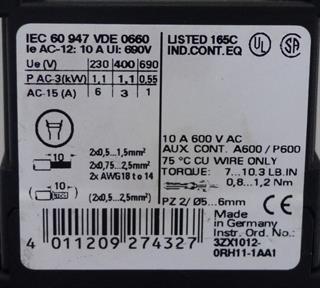 IEC 60 947 VDE 0660
Ie AC-12: 10 A UI: 690V
Ue (V) 230 400 690
P AC-3(kW) 1,1 1,1 0,55
AC-15 (A) 6 3 1
LISTED 165C
IND.CONT.EQ
UL
SA
10
2x0,5...1,5mm²
2x0,75...2,5mm²
2x AWG18 to 14
10
(2x0,5...2,5mm²)
10 A 600 V AC
AUX. CONT. A600 / P600
75 °C CU WIRE ONLY
TORQUE: 7...10.3 LB.IN
0,8...1,2 Nm
PZ 2/ Ø5...6mm
Made
in Germany
Instr. Ord. No.:
3ZX1012-
0RH11-1AA1
4 011209 274327